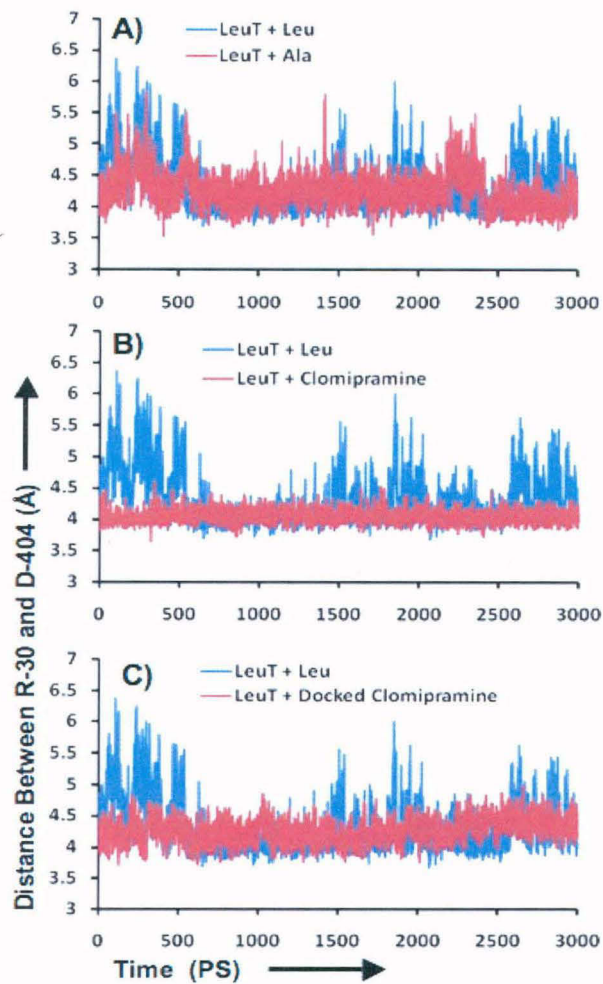 A)
LeuT + Leu
LeuT + Ala
7
6.5
6
5.5
5
4.5
4
3.5
3
0 500 1000 1500 2000 2500 3000
B)
LeuT + Leu
LeuT + Clomipramine
7
6.5
6
5.5
5
4.5
4
3.5
3
0 500 1000 1500 2000 2500 3000
C)
LeuT + Leu
LeuT + Docked Clomipramine
7
6.5
6
5.5
5
4.5
4
3.5
3
0 500 1000 1500 2000 2500 3000
Distance Between R-30 and D-404 (Å)
Time (PS)